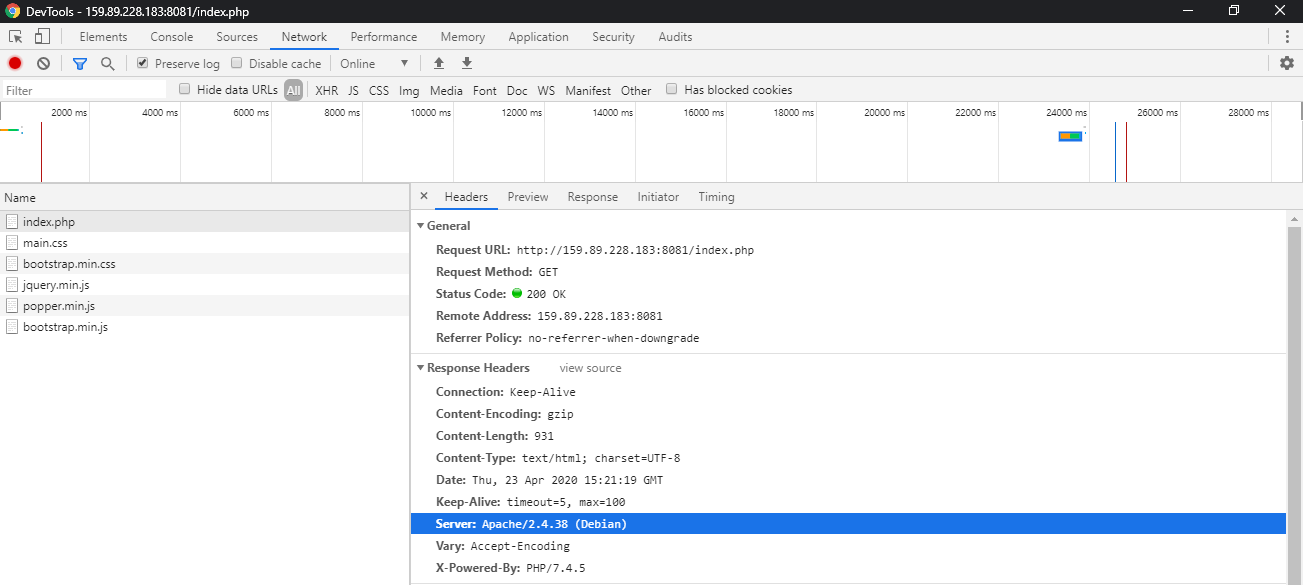 DevTools - 159.89.228.183:8081/index.php
Elements Console Sources Network Performance Memory Application Security Audits
Preserve log Disable cache Online
Filter Hide data URLs All XHR JS CSS Img Media Font Doc WS Manifest Other Has blocked cookies
2000 ms 4000 ms 6000 ms 8000 ms 10000 ms 12000 ms 14000 ms 16000 ms 18000 ms 20000 ms 22000 ms 24000 ms 26000 ms 28000 ms
Name
index.php
main.css
bootstrap.min.css
jquery.min.js
popper.min.js
bootstrap.min.js
× Headers Preview Response Initiator Timing
General
Request URL: http://159.89.228.183:8081/index.php
Request Method: GET
Status Code: 200 OK
Remote Address: 159.89.228.183:8081
Referrer Policy: no-referrer-when-downgrade
Response Headers view source
Connection: Keep-Alive
Content-Encoding: gzip
Content-Length: 931
Content-Type: text/html; charset=UTF-8
Date: Thu, 23 Apr 2020 15:21:19 GMT
Keep-Alive: timeout=5, max=100
Server: Apache/2.4.38 (Debian)
Vary: Accept-Encoding
X-Powered-By: PHP/7.4.5